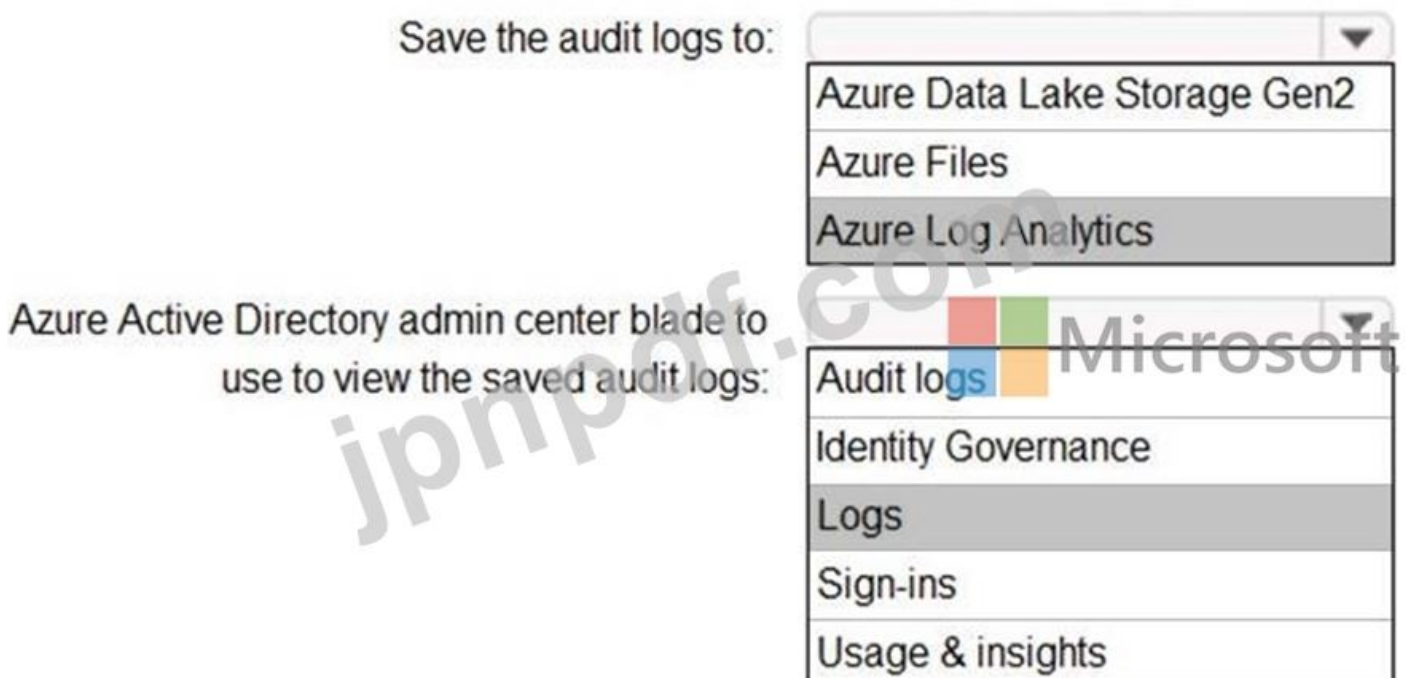 Save the audit logs to:
Azure Data Lake Storage Gen2
Azure Files
Azure Log Analytics
Azure Active Directory admin center blade to
use to view the saved audit logs:
Audit logs
Identity Governance
Logs
Sign-ins
Usage & insights
Microsoft
jpnpdf.com